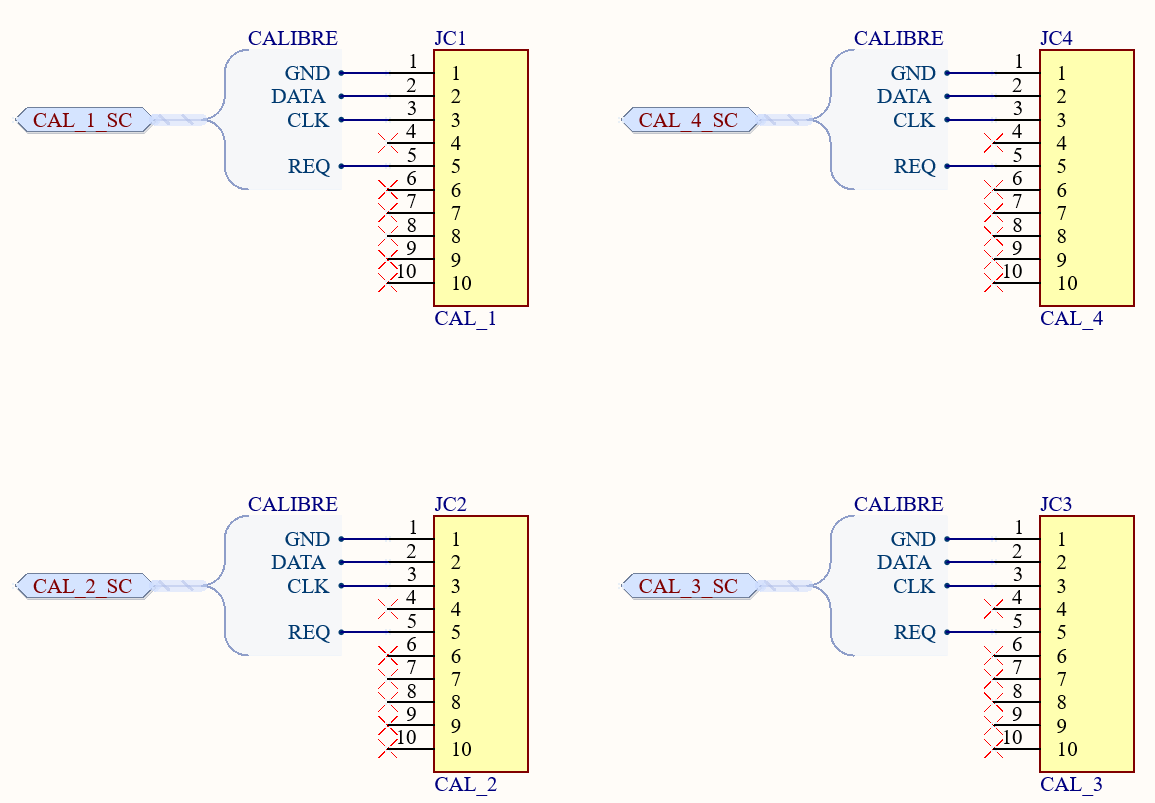 CALIBRE JC1
GND 1 1
DATA 2 2
CAL_1_SC CLK 3 3
4 4
REQ 5 5
6 6
7 7
8 8
9 9
10 10
CAL_1
CALIBRE JC4
GND 1 1
DATA 2 2
CAL_4_SC CLK 3 3
4 4
REQ 5 5
6 6
7 7
8 8
9 9
10 10
CAL_4
CALIBRE JC2
GND 1 1
DATA 2 2
CAL_2_SC CLK 3 3
4 4
REQ 5 5
6 6
7 7
8 8
9 9
10 10
CAL_2
CALIBRE JC3
GND 1 1
DATA 2 2
CAL_3_SC CLK 3 3
4 4
REQ 5 5
6 6
7 7
8 8
9 9
10 10
CAL_3